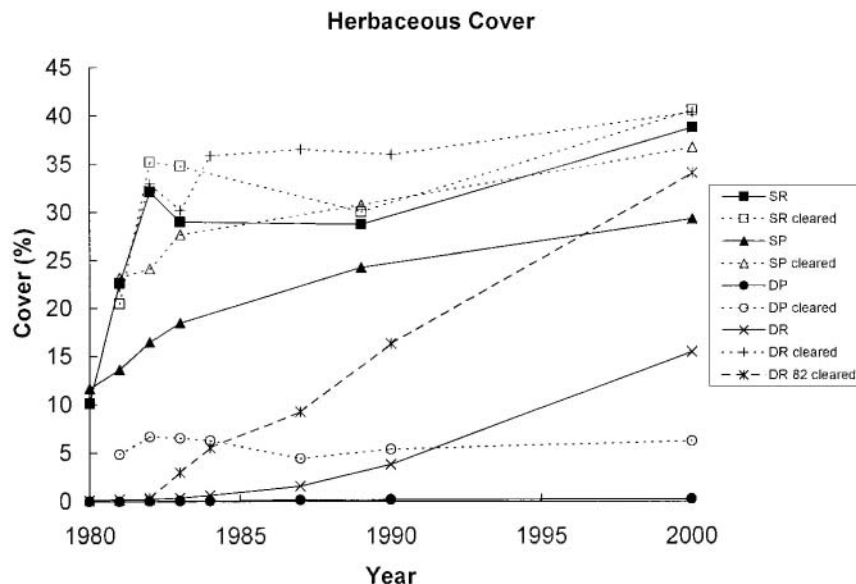 Herbaceous Cover
45
40
35
30
25
20
15
10
5
0
Cover (%)
1980 1985 1990 1995 2000
Year
SR
SR cleared
SP
SP cleared
DP
DP cleared
DR
DR cleared
DR 82 cleared